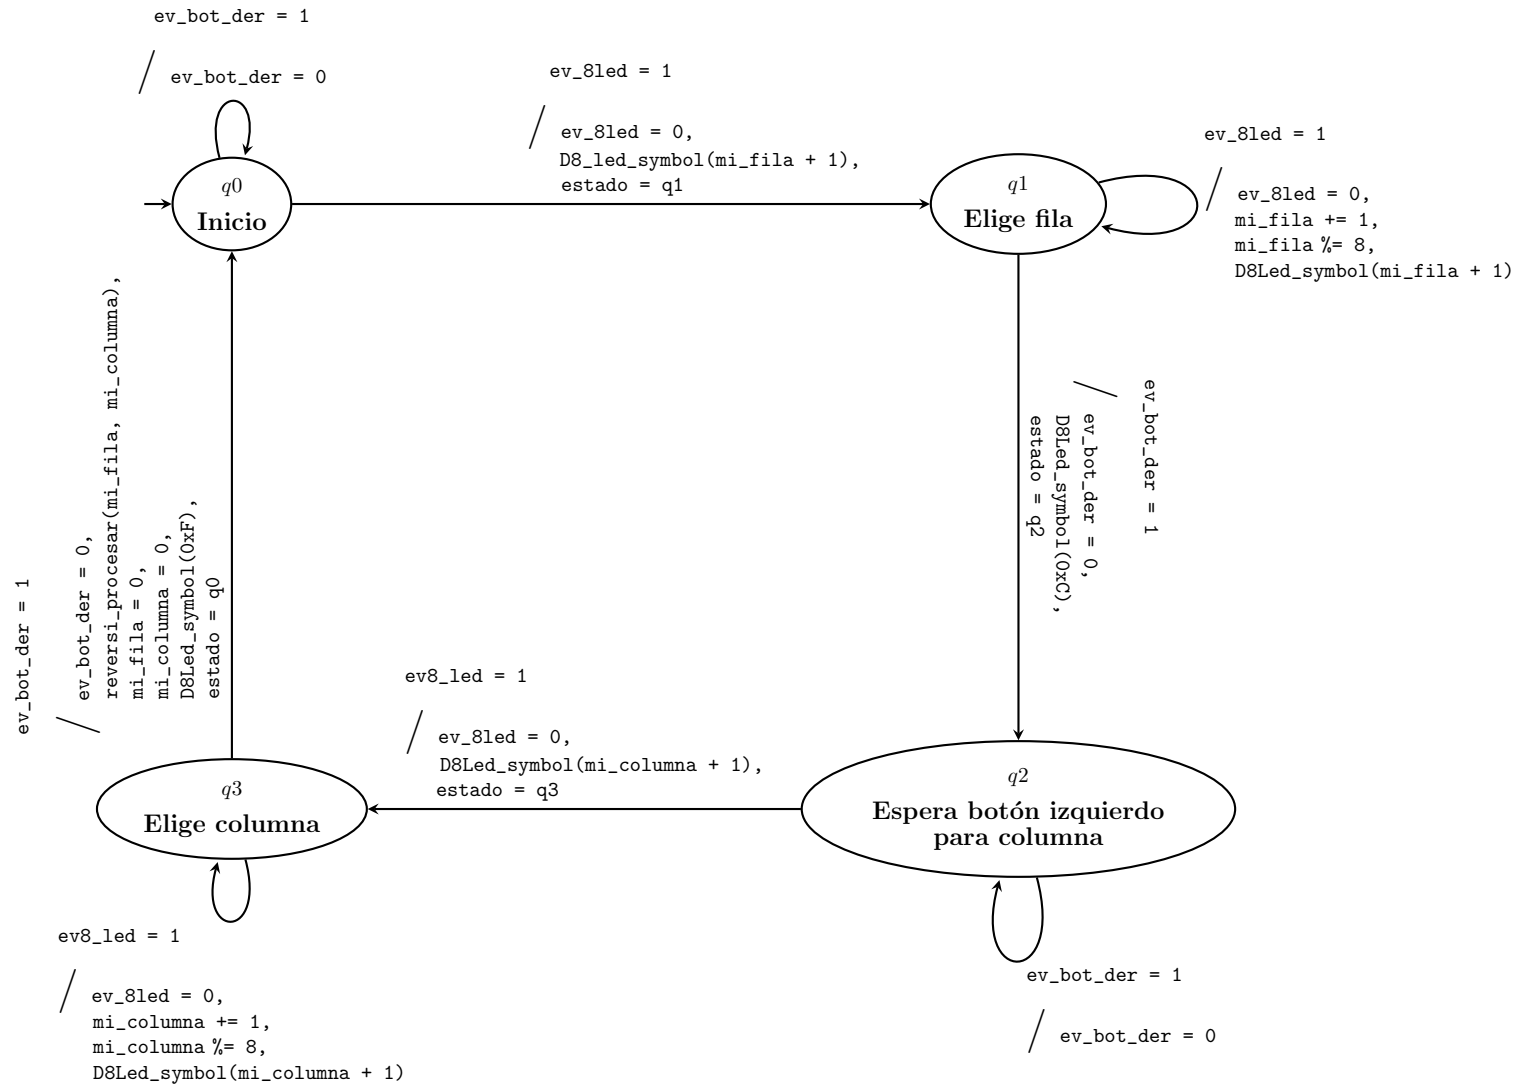 ev_bot_der = 1
ev_bot_der = 0
ev_8led = 1
ev_8led = 0,
D8_led_symbol(mi_fila + 1),
estado = q1
q0
Inicio
q1
Elige fila
ev_8led = 1
ev_8led = 0,
mi_fila += 1,
mi_fila %= 8,
D8Led_symbol(mi_fila + 1)
ev_bot_der = 1
ev_bot_der = 0,
D8Led_symbol(0xC),
estado = q2
ev_bot_der = 1
ev_bot_der = 0,
reversi_procesar(mi_fila, mi_columna),
mi_fila = 0,
mi_columna = 0,
D8Led_symbol(0xF),
estado = q0
ev8_led = 1
ev_8led = 0,
D8Led_symbol(mi_columna + 1),
estado = q3
q3
Elige columna
q2
Espera botón izquierdo
para columna
ev8_led = 1
ev_8led = 0,
mi_columna += 1,
mi_columna %= 8,
D8Led_symbol(mi_columna + 1)
ev_bot_der = 1
ev_bot_der = 0